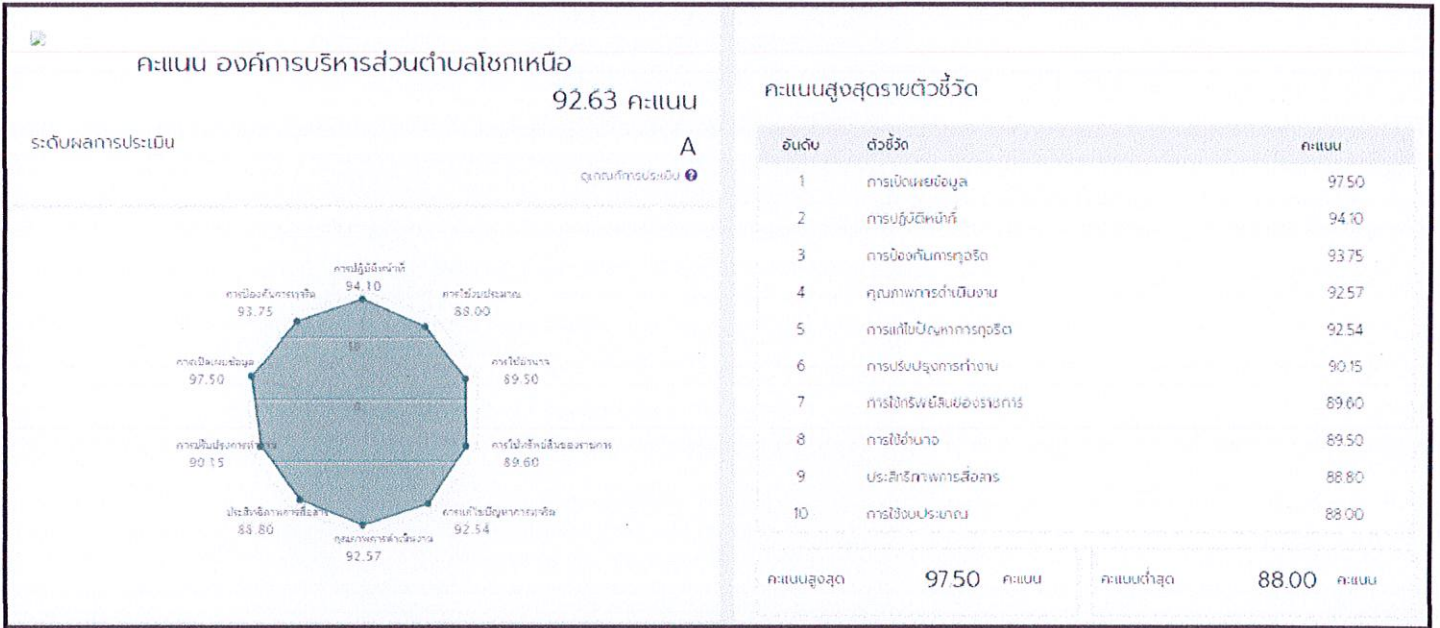 คะแนน องค์การบริหารส่วนตำบลโชกเหนือ
92.63 คะแนน
ระดับผลการประเมิน
A
ดูเกณฑ์การประเมิน
การปฏิบัติหน้าที่
94.10
การใช้งบประมาณ
88.00
การใช้อำนาจ
89.50
การใช้ทรัพย์สินของราชการ
89.60
การแก้ไขปัญหาการทุจริต
92.54
คุณภาพการดำเนินงาน
92.57
ประสิทธิภาพการสื่อสาร
88.80
การปรับปรุงการทำงาน
90.15
การเปิดเผยข้อมูล
97.50
การป้องกันการทุจริต
93.75
50
0
คะแนนสูงสุดรายตัวชี้วัด
อันดับ ตัวชี้วัด คะแนน
1 การเปิดเผยข้อมูล 97.50
2 การปฏิบัติหน้าที่ 94.10
3 การป้องกันการทุจริต 93.75
4 คุณภาพการดำเนินงาน 92.57
5 การแก้ไขปัญหาการทุจริต 92.54
6 การปรับปรุงการทำงาน 90.15
7 การใช้ทรัพย์สินของราชการ 89.60
8 การใช้อำนาจ 89.50
9 ประสิทธิภาพการสื่อสาร 88.80
10 การใช้งบประมาณ 88.00
คะแนนสูงสุด 97.50 คะแนน
คะแนนต่ำสุด 88.00 คะแนน